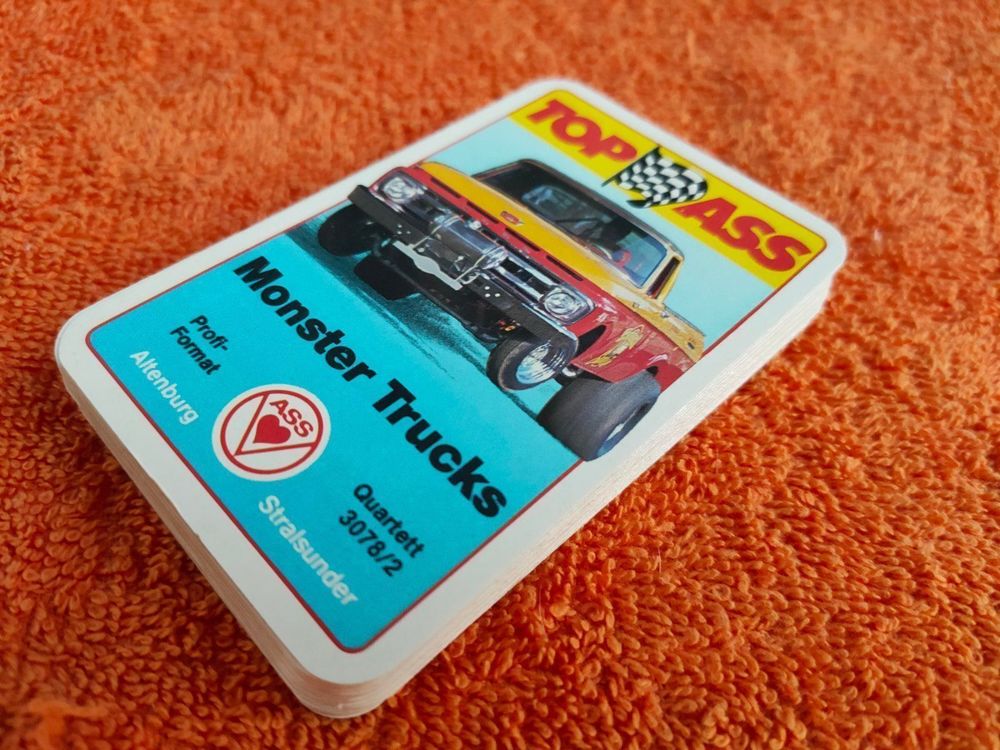 TOP ASS
Monster Trucks
Profi-
Format
Quartett
3078/2
ASS
Altenburg
Stralsunder